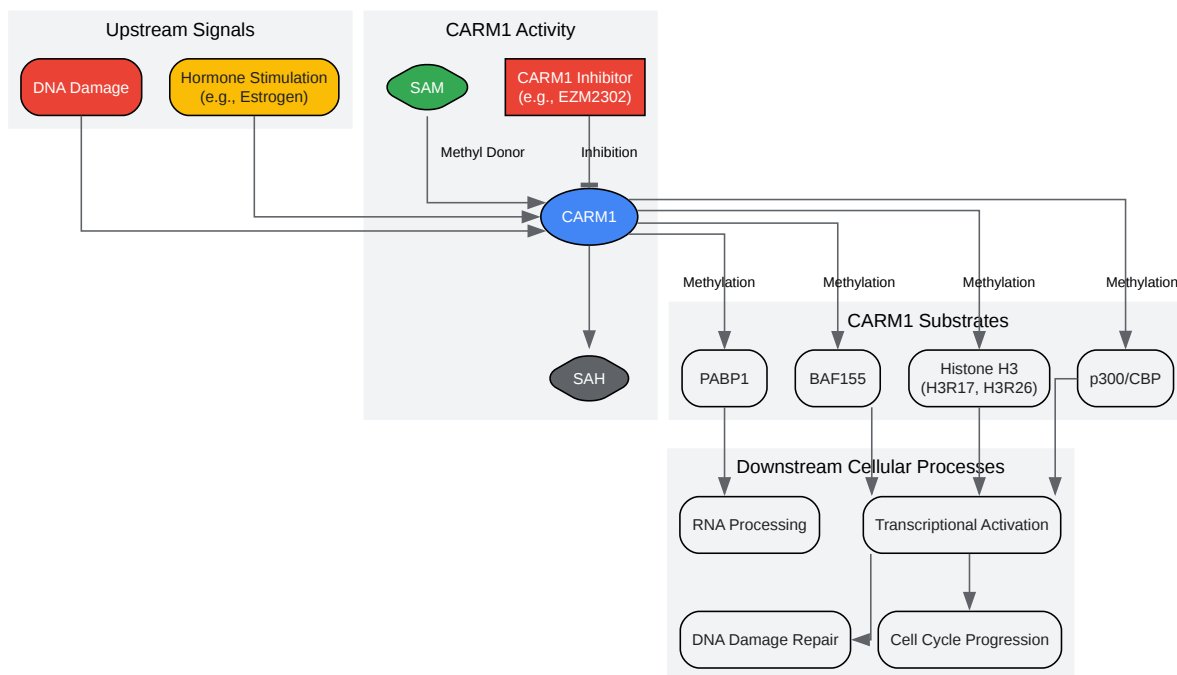 Upstream Signals
CARM1 Activity
DNA Damage
Hormone Stimulation
(e.g., Estrogen)
SAM
CARM1 Inhibitor
(e.g., EZM2302)
Methyl Donor
Inhibition
CARM1
Methylation
Methylation
Methylation
Methylation
CARM1 Substrates
SAH
PABP1
BAF155
Histone H3
(H3R17, H3R26)
p300/CBP
Downstream Cellular Processes
RNA Processing
Transcriptional Activation
DNA Damage Repair
Cell Cycle Progression